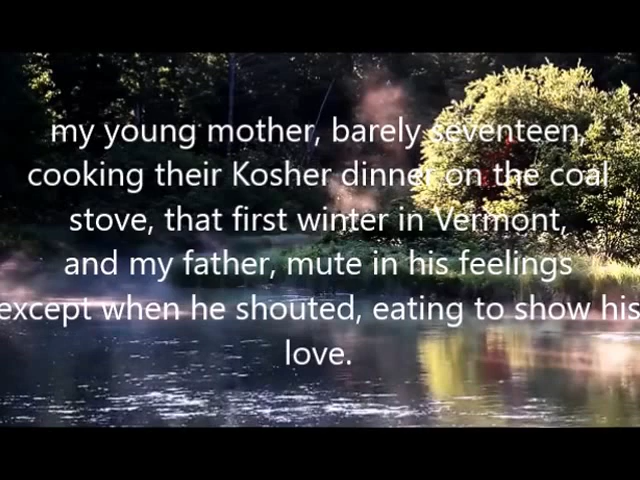 my young mother, barely seventeen,
cooking their Kosher dinner on the coal
stove, that first winter in Vermont,
and my father, mute in his feelings
except when he shouted, eating to show his
love.